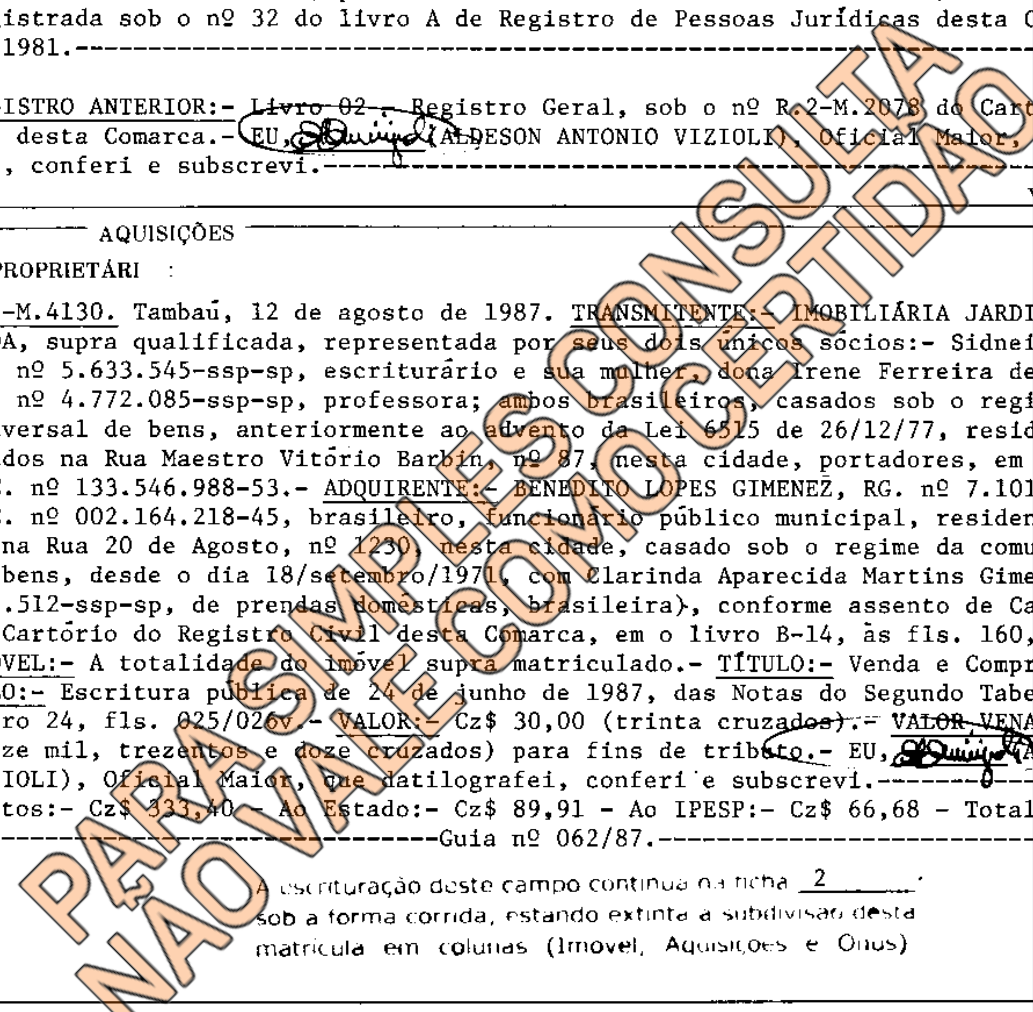 istrada sob o nº 32 do livro A de Registro de Pessoas Jurídicas desta C
1981.--
ISTRO ANTERIOR:- Livro 02 - Registro Geral, sob o nº R.2-M.2078 do Cart
desta Comarca.- EU, (ALDESON ANTONIO VIZIOLI), Oficial Maior,
, conferi e subscrevi.--
AQUISIÇÕES
PROPRIETÁRI :
-M.4130. Tambaú, 12 de agosto de 1987. TRANSMITENTE:- IMOBILIÁRIA JARDI
DA, supra qualificada, representada por seus dois únicos sócios:- Sidnei
nº 5.633.545-ssp-sp, escriturário e sua mulher, dona Irene Ferreira de
nº 4.772.085-ssp-sp, professora; ambos brasileiros, casados sob o regi
versal de bens, anteriormente ao advento da Lei 6515 de 26/12/77, resid
dos na Rua Maestro Vitório Barbin, nº 87, nesta cidade, portadores, em
C. nº 133.546.988-53.- ADQUIRENTE:- BENEDITO LOPES GIMENEZ, RG. nº 7.101
C. nº 002.164.218-45, brasileiro, funcionário público municipal, residen
na Rua 20 de Agosto, nº 1230, nesta cidade, casado sob o regime da comu
bens, desde o dia 18/setembro/1971, com Clarinda Aparecida Martins Gime
.512-ssp-sp, de prendas domésticas, brasileira), conforme assento de Ca
Cartório do Registro Civil desta Comarca, em o livro B-14, às fls. 160,
VEL:- A totalidade do imóvel supra matriculado.- TÍTULO:- Venda e Compr
O:- Escritura pública de 24 de junho de 1987, das Notas do Segundo Tabe
ro 24, fls. 025/026v.- VALOR:- Cz$ 30,00 (trinta cruzados).- VALOR VENA
ze mil, trezentos e doze cruzados) para fins de tributo.- EU, (A
IOLI), Oficial Maior, que datilografei, conferi e subscrevi.--
tos:- Cz$ 333,40 - Ao Estado:- Cz$ 89,91 - Ao IPESP:- Cz$ 66,68 - Total
--Guia nº 062/87.--
A escrituração deste campo continua na ficha 2
sob a forma corrida, estando extinta a subdivisão desta
matrícula em colunas (Imovel, Aquisições e Onus)
PARA SIMPLES CONSULTA
NÃO VALE COMO CERTIDÃO